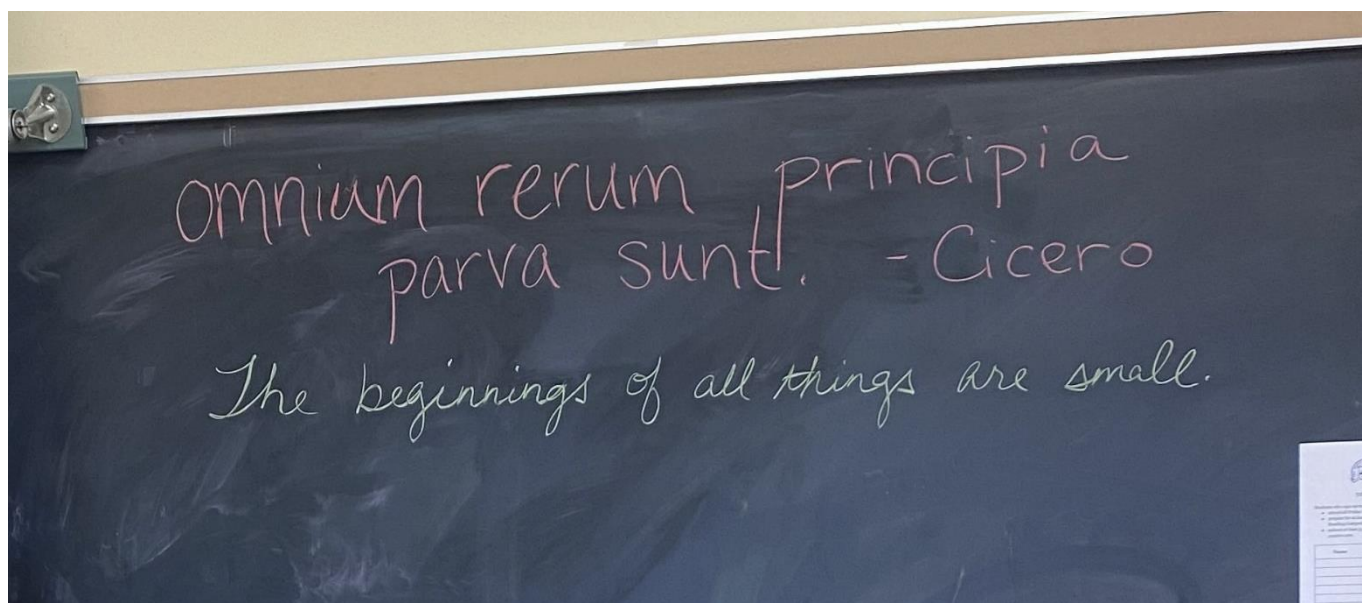 omnium rerum principia
parva sunt. - Cicero
The beginnings of all things are small.